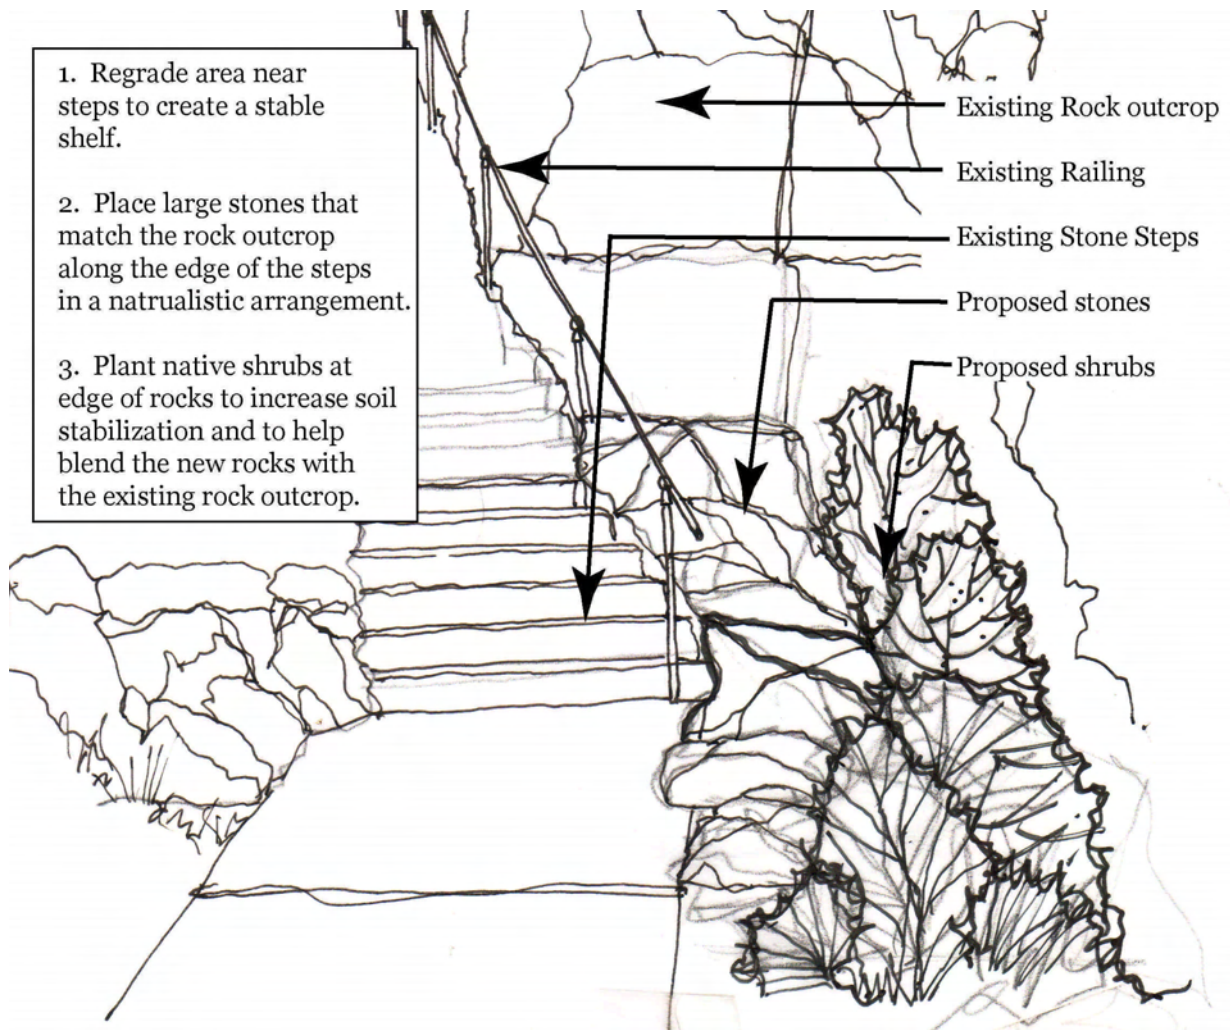 1. Regrade area near
steps to create a stable
shelf.
2. Place large stones that
match the rock outcrop
along the edge of the steps
in a natrualistic arrangement.
3. Plant native shrubs at
edge of rocks to increase soil
stabilization and to help
blend the new rocks with
the existing rock outcrop.
Existing Rock outcrop
Existing Railing
Existing Stone Steps
Proposed stones
Proposed shrubs